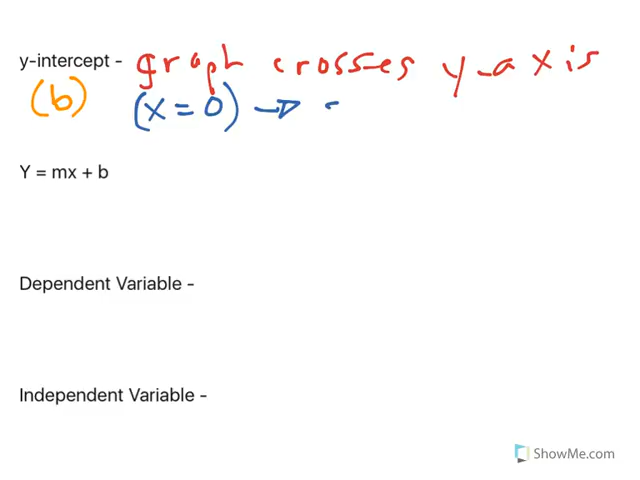 y-intercept - graph crosses y-axis
(b) (x = 0) →
Y = mx + b
Dependent Variable -
Independent Variable -
ShowMe.com